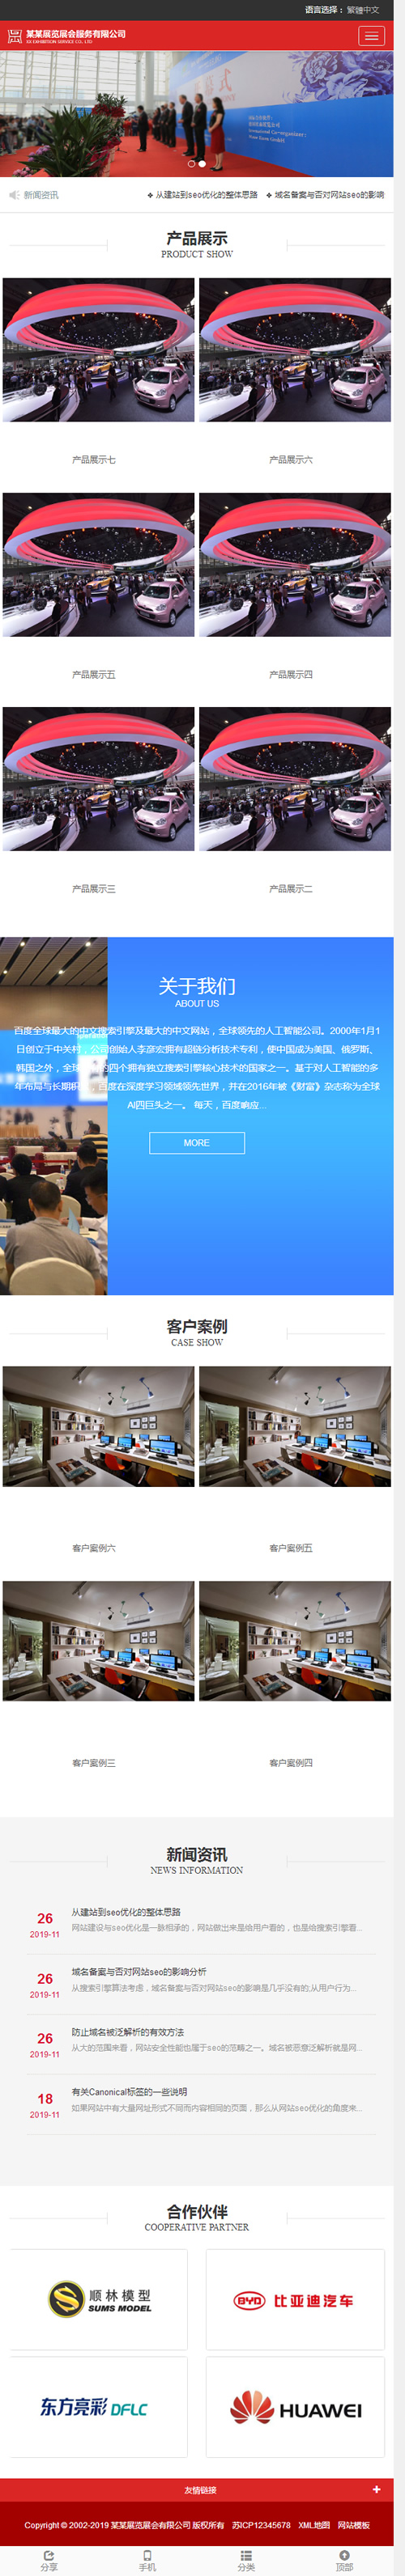 语言选择： 繁體中文
某某展览展会服务有限公司
XX EXHIBITION SERVICE CO., LTD
新闻资讯
❖ 从建站到seo优化的整体思路 ❖ 域名备案与否对网站seo的影响
产品展示
PRODUCT SHOW
产品展示七
产品展示六
产品展示五
产品展示四
产品展示三
产品展示二
关于我们
ABOUT US
百度全球最大的中文搜索引擎及最大的中文网站，全球领先的人工智能公司。2000年1月
1日创立于中关村，公司创始人李彦宏拥有超链分析技术专利，使中国成为美国、俄罗斯、
韩国之外，全球 的四个拥有独立搜索引擎核心技术的国家之一。基于对人工智能的多
年布局与长期积 百度在深度学习领域领先世界，并在2016年被《财富》杂志称为全球
AI四巨头之一。 每天，百度响应...
MORE
客户案例
CASE SHOW
客户案例六
客户案例五
客户案例三
客户案例四
新闻资讯
NEWS INFORMATION
26
2019-11
从建站到seo优化的整体思路
网站建设与seo优化是一脉相承的，网站做出来是给用户看的，也是给搜索引擎看...
26
2019-11
域名备案与否对网站seo的影响分析
从搜索引擎算法考虑，域名备案与否对网站seo的影响是几乎没有的;从用户行为...
26
2019-11
防止域名被泛解析的有效方法
从大的范围来看，网站安全性能也属于seo的范畴之一。域名被恶意泛解析就是网...
18
2019-11
有关Canonical标签的一些说明
如果网站中有大量网址形式不同而内容相同的页面，那么从网站seo优化的角度来...
合作伙伴
COOPERATIVE PARTNER
顺林模型
SUMS MODEL
BYD 比亚迪汽车
东方亮彩 DFLC
HUAWEI
友情链接
Copyright © 2002-2019 某某展览展会有限公司 版权所有 苏ICP12345678 XML地图 网站模板
分享
手机
分类
顶部